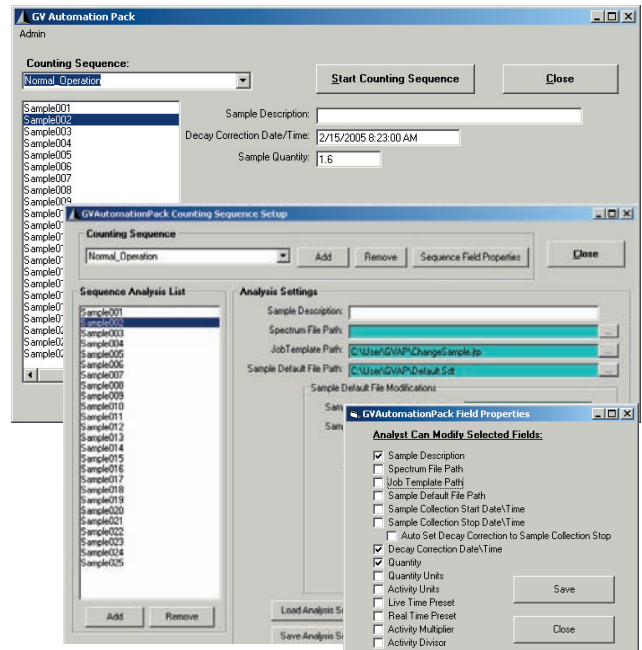 GV Automation Pack
Admin
Counting Sequence:
Normal_Operation
Start Counting Sequence
Close
Sample001
Sample002
Sample003
Sample004
Sample005
Sample006
Sample007
Sample008
Sample009
Sample Description:
Decay Correction Date/Time: 2/15/2005 8:23:00 AM
Sample Quantity: 1.6
GVAutomationPack Counting Sequence Setup
Counting Sequence
Normal_Operation
Add
Remove
Sequence Field Properties
Close
Sequence Analysis List
Sample001
Sample002
Sample003
Sample004
Sample005
Sample006
Sample007
Sample008
Sample009
Sample010
Sample011
Sample012
Sample013
Sample014
Sample015
Sample016
Sample017
Sample018
Sample019
Sample020
Sample021
Sample022
Sample023
Sample024
Sample025
Add
Remove
Analysis Settings
Sample Description:
Spectrum File Path: ...
JobTemplate Path: C:\User\GVAP\ChangeSample.jtp ...
Sample Default File Path: C:\User\GVAP\Default.Sdf ...
Sample Default File Modifications
Sam
Sam
Load Analysis Se
Save Analysis S
GVAutomationPack Field Properties
Analyst Can Modify Selected Fields:
Sample Description
Spectrum File Path
Job Template Path
Sample Default File Path
Sample Collection Start Date\Time
Sample Collection Stop Date\Time
Auto Set Decay Correction to Sample Collection Stop
Decay Correction Date\Time
Quantity
Quantity Units
Activity Units
Live Time Preset
Real Time Preset
Activity Multiplier
Activity Divisor
Save
Close